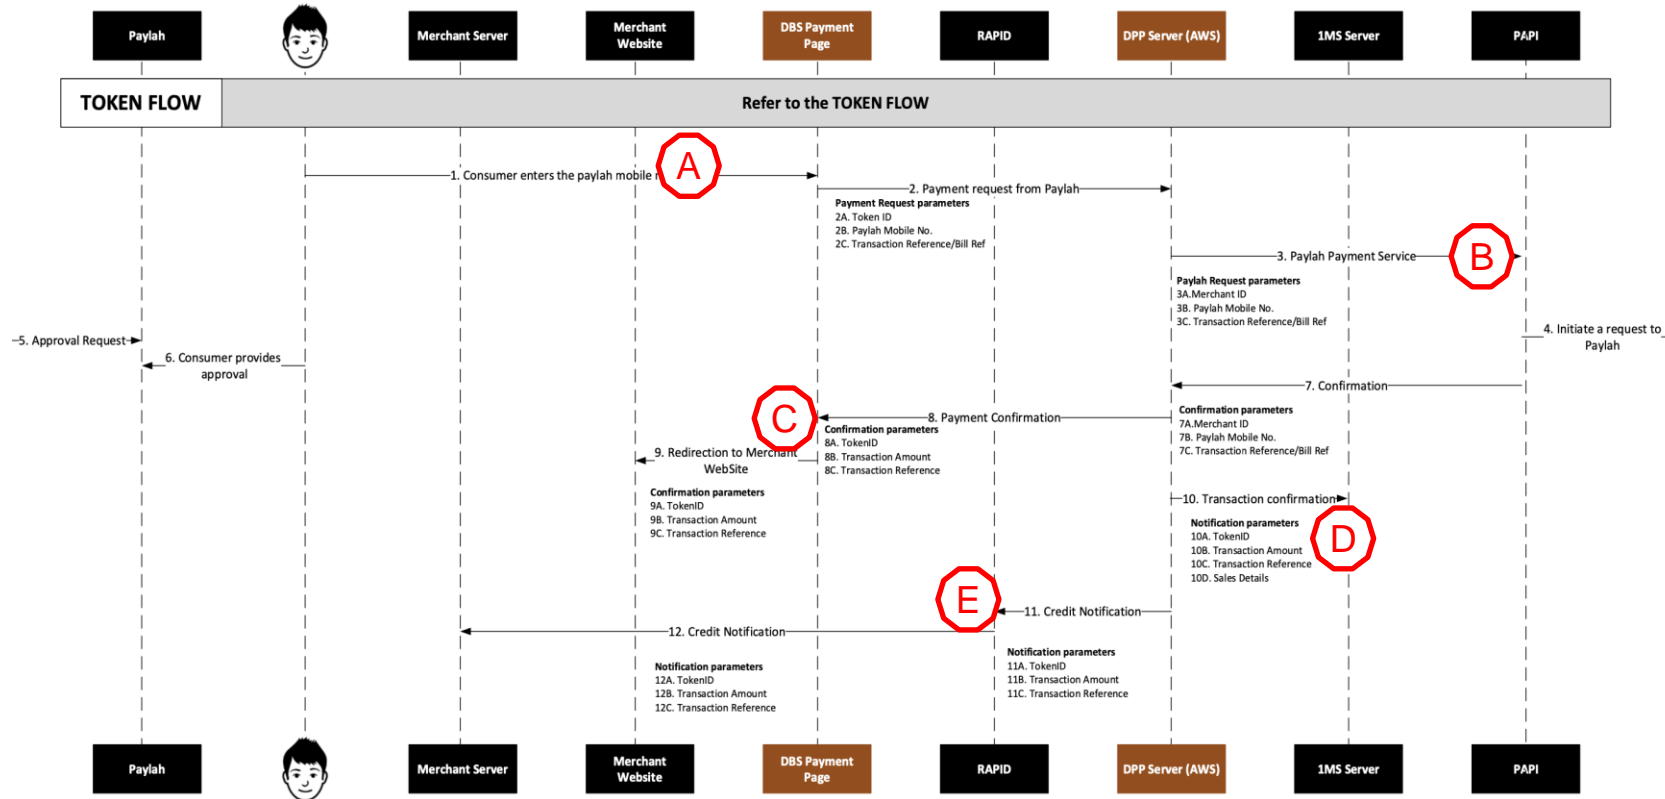 Paylah
Merchant Server
Merchant
Website
DBS Payment
Page
RAPID
DPP Server (AWS)
1MS Server
PAPI
TOKEN FLOW
Refer to the TOKEN FLOW
A
1. Consumer enters the paylah mobile
2. Payment request from Paylah
Payment Request parameters
2A. Token ID
2B. Paylah Mobile No.
2C. Transaction Reference/Bill Ref
3. Paylah Payment Service
B
Paylah Request parameters
3A.Merchant ID
3B. Paylah Mobile No.
3C. Transaction Reference/Bill Ref
4. Initiate a request to
Paylah
5. Approval Request
6. Consumer provides
approval
7. Confirmation
Confirmation parameters
7A.Merchant ID
7B. Paylah Mobile No.
7C. Transaction Reference/Bill Ref
C
8. Payment Confirmation
Confirmation parameters
8A. TokenID
8B. Transaction Amount
8C. Transaction Reference
9. Redirection to Merchant
WebSite
Confirmation parameters
9A. TokenID
9B. Transaction Amount
9C. Transaction Reference
10. Transaction confirmation
Notification parameters
10A. TokenID
10B. Transaction Amount
10C. Transaction Reference
10D. Sales Details
D
E
11. Credit Notification
Notification parameters
11A. TokenID
11B. Transaction Amount
11C. Transaction Reference
12. Credit Notification
Notification parameters
12A. TokenID
12B. Transaction Amount
12C. Transaction Reference
Paylah
Merchant Server
Merchant
Website
DBS Payment
Page
RAPID
DPP Server (AWS)
1MS Server
PAPI